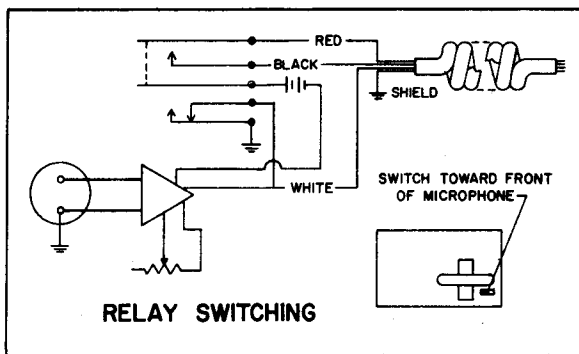 RED
BLACK
SHIELD
WHITE
SWITCH TOWARD FRONT
OF MICROPHONE
RELAY SWITCHING